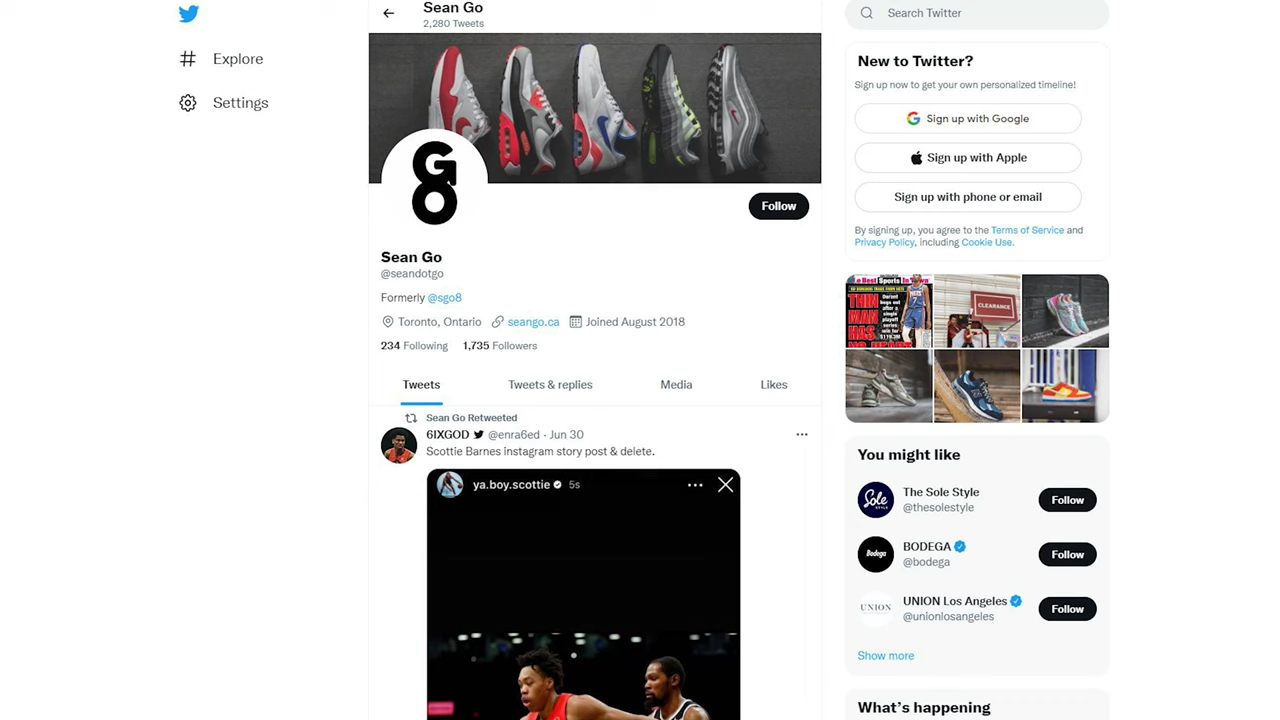 Explore
Settings
Sean Go
2,280 Tweets
GO
Follow
Sean Go
@seandotgo
Formerly @sgo8
Toronto, Ontario seango.ca Joined August 2018
234 Following 1,735 Followers
Tweets Tweets & replies Media Likes
Sean Go Retweeted
6IXGOD @enra6ed · Jun 30
Scottie Barnes instagram story post & delete.
ya.boy.scottie 5s
Search Twitter
New to Twitter?
Sign up now to get your own personalized timeline!
Sign up with Google
Sign up with Apple
Sign up with phone or email
By signing up, you agree to the Terms of Service and
Privacy Policy, including Cookie Use.
THIN
MAN
HAS
CLEARANCE
You might like
Sole
STYLE
The Sole Style
@thesolestyle
Follow
Bodega
BODEGA
@bodega
Follow
UNION
UNION Los Angeles
@unionlosangeles
Follow
Show more
What's happening